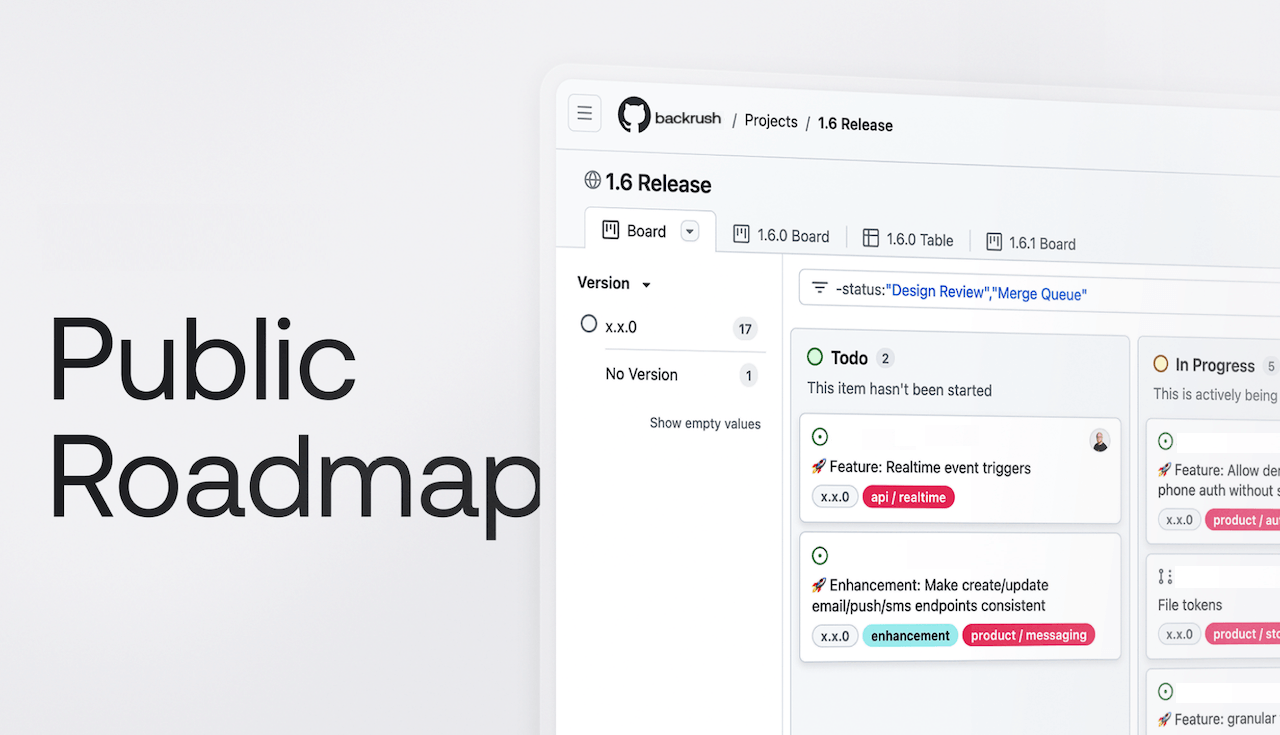 Public
Roadmap
backrush / Projects / 1.6 Release
1.6 Release
Board
1.6.0 Board
1.6.0 Table
1.6.1 Board
Version
x.x.0 17
No Version 1
Show empty values
-status:"Design Review","Merge Queue"
Todo 2
This item hasn't been started
🚀 Feature: Realtime event triggers
x.x.0 api / realtime
🚀 Enhancement: Make create/update
email/push/sms endpoints consistent
x.x.0 enhancement product / messaging
In Progress 5
This is actively being
🚀 Feature: Allow
phone auth without
x.x.0 product /
File tokens
x.x.0 product /
🚀 Feature: granular